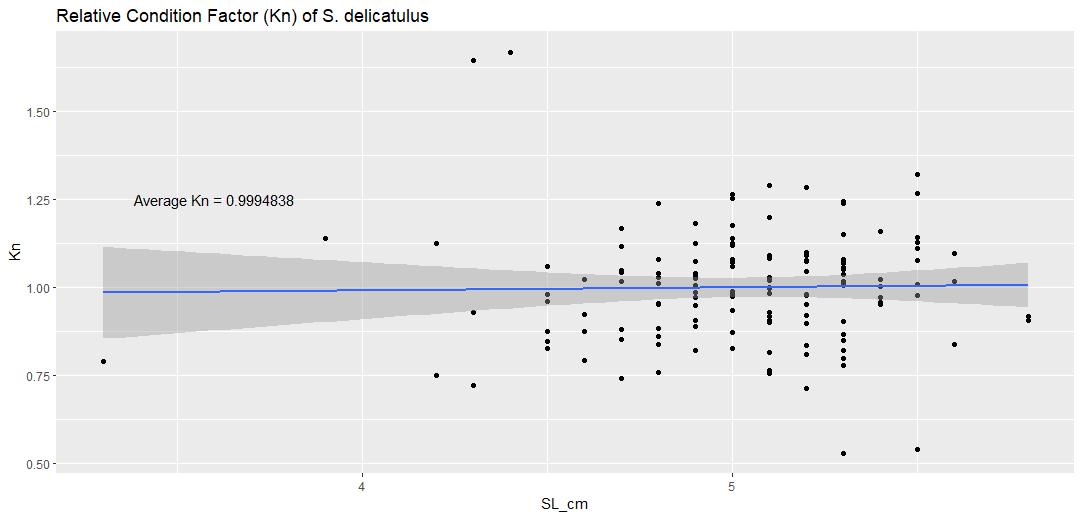 Relative Condition Factor (Kn) of S. delicatulus
Kn
1.50
1.25
1.00
0.75
0.50
Average Kn = 0.9994838
4
5
SL_cm